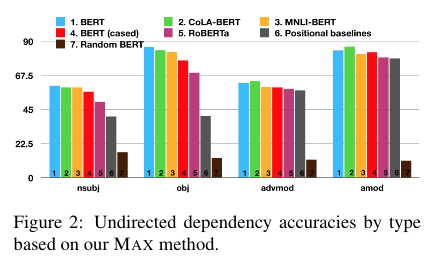 1. BERT 2. CoLA-BERT 3. MNLI-BERT
4. BERT (cased) 5. RoBERTa 6. Positional baselines
7. Random BERT
90
67.5
45
22.5
0
1 2 3 4 5 6 7 1 2 3 4 5 6 7 1 2 3 4 5 6 7 1 2 3 4 5 6 7
nsubj obj advmod amod
Figure 2: Undirected dependency accuracies by type
based on our MAX method.